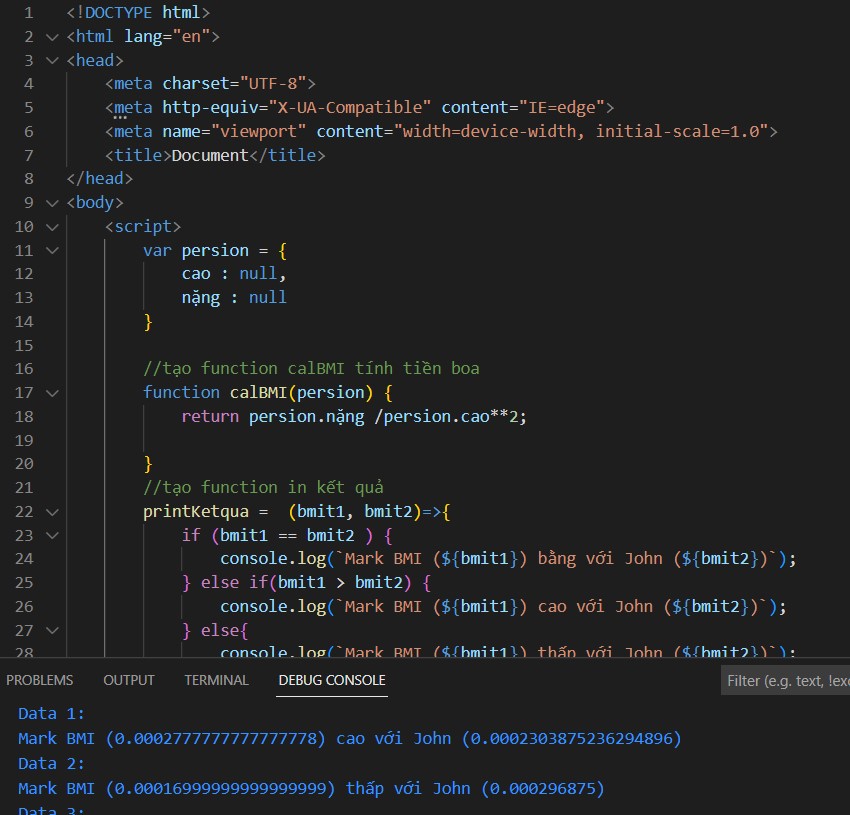 1 <!DOCTYPE html>
2 <html lang="en">
3 <head>
4 <meta charset="UTF-8">
5 <meta http-equiv="X-UA-Compatible" content="IE=edge">
6 <meta name="viewport" content="width=device-width, initial-scale=1.0">
7 <title>Document</title>
8 </head>
9 <body>
10 <script>
11 var persion = {
12 cao : null,
13 nặng : null
14 }
15
16 //tạo function calBMI tính tiền boa
17 function calBMI(persion) {
18 return persion.nặng /persion.cao**2;
19
20 }
21 //tạo function in kết quả
22 printKetqua = (bmit1, bmit2)=>{
23 if (bmit1 == bmit2 ) {
24 console.log(`Mark BMI (${bmit1}) bằng với John (${bmit2})`);
25 } else if(bmit1 > bmit2) {
26 console.log(`Mark BMI (${bmit1}) cao với John (${bmit2})`);
27 } else{
28 console.log(`Mark BMI (${bmit1}) thấp với John (${bmit2})`);
PROBLEMS OUTPUT TERMINAL DEBUG CONSOLE Filter (e.g. text, !exc
Data 1:
Mark BMI (0.0002777777777777778) cao với John (0.0002303875236294896)
Data 2:
Mark BMI (0.00016999999999999999) thấp với John (0.000296875)
Data 3: